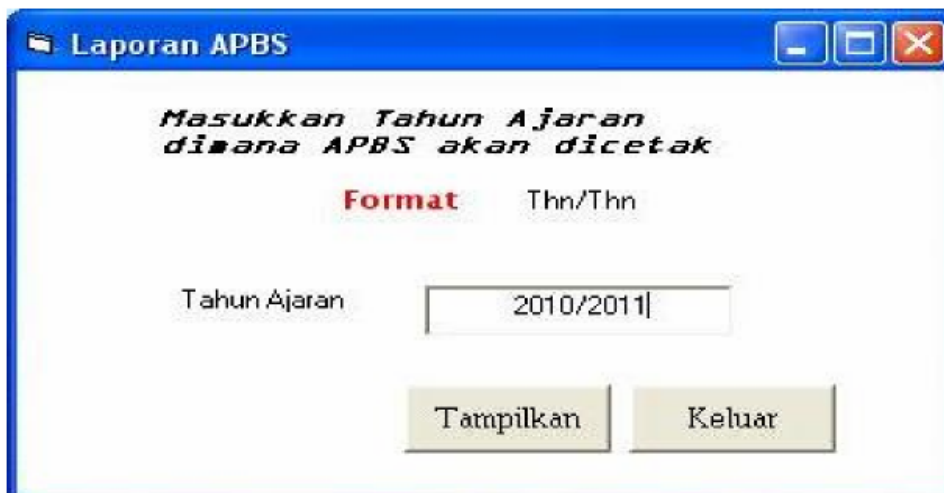 Laporan APBS
Masukkan Tahun Ajaran
dimana APBS akan dicetak
Format Thn/Thn
Tahun Ajaran 2010/2011
Tampilkan Keluar